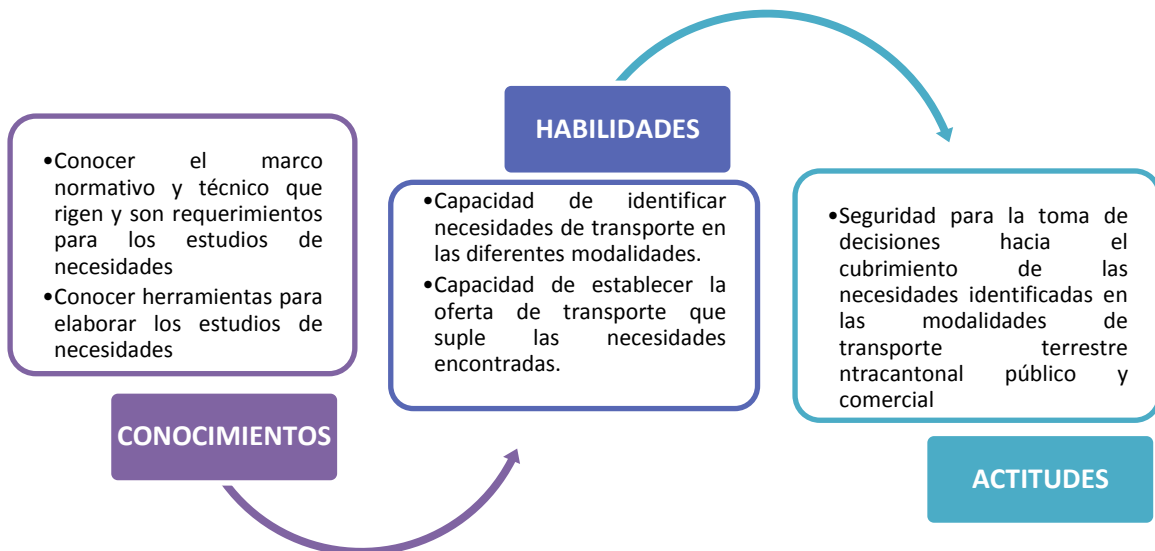 •Conocer el marco
normativo y técnico que
rigen y son requerimientos
para los estudios de
necesidades
•Conocer herramientas para
elaborar los estudios de
necesidades
CONOCIMIENTOS
HABILIDADES
•Capacidad de identificar
necesidades de transporte en
las diferentes modalidades.
•Capacidad de establecer la
oferta de transporte que
suple las necesidades
encontradas.
•Seguridad para la toma de
decisiones hacia el
cubrimiento de las
necesidades identificadas en
las modalidades de
transporte terrestre
ntracantonal público y
comercial
ACTITUDES